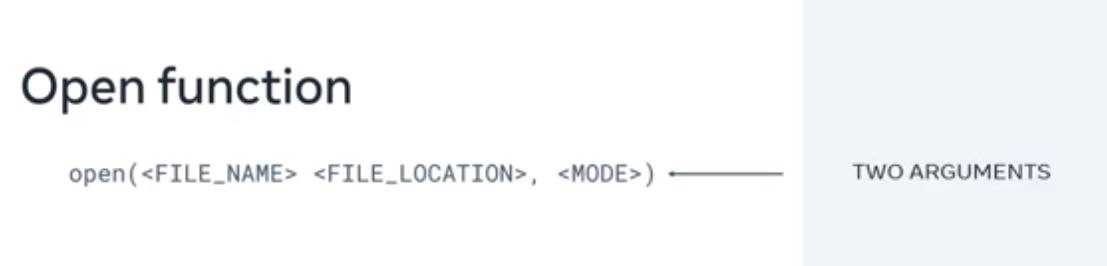 Open function
open(<FILE_NAME> <FILE_LOCATION>, <MODE>)
TWO ARGUMENTS